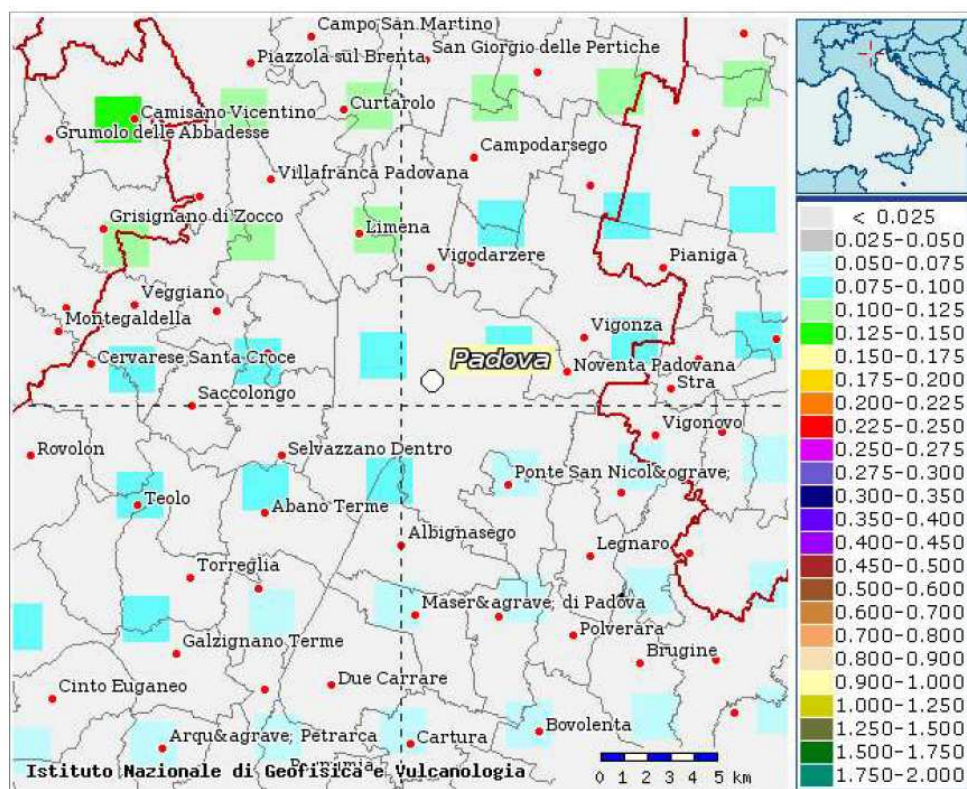 Campo San Martino
San Giorgio delle Pertiche
Piazzola sul Brenta
Camisano Vicentino
Curtarolo
Grumolo delle Abbadesse
Campodarsego
Villafranca Padovana
Grisignano di Zocco
Limena
Vigodarzere
Pianiga
Veggiano
Montegaldella
Vigonza
Cervarese Santa Croce
Padova
Noventa Padovana
Saccolongo
Stra
Vigonovo
Rovolon
Selvazzano Dentro
Ponte San Nicol&ograve;
Teolo
Abano Terme
Albignasego
Legnaro
Torreglia
Maser&agrave; di Padova
Polverara
Galzignano Terme
Brugine
Cinto Euganeo
Due Carrare
Bovolenta
Arqu&agrave; Petrarca
Cartura
Istituto Nazionale di Geofisica e Vulcanologia
0 1 2 3 4 5 km
< 0.025
0.025-0.050
0.050-0.075
0.075-0.100
0.100-0.125
0.125-0.150
0.150-0.175
0.175-0.200
0.200-0.225
0.225-0.250
0.250-0.275
0.275-0.300
0.300-0.350
0.350-0.400
0.400-0.450
0.450-0.500
0.500-0.600
0.600-0.700
0.700-0.800
0.800-0.900
0.900-1.000
1.000-1.250
1.250-1.500
1.500-1.750
1.750-2.000